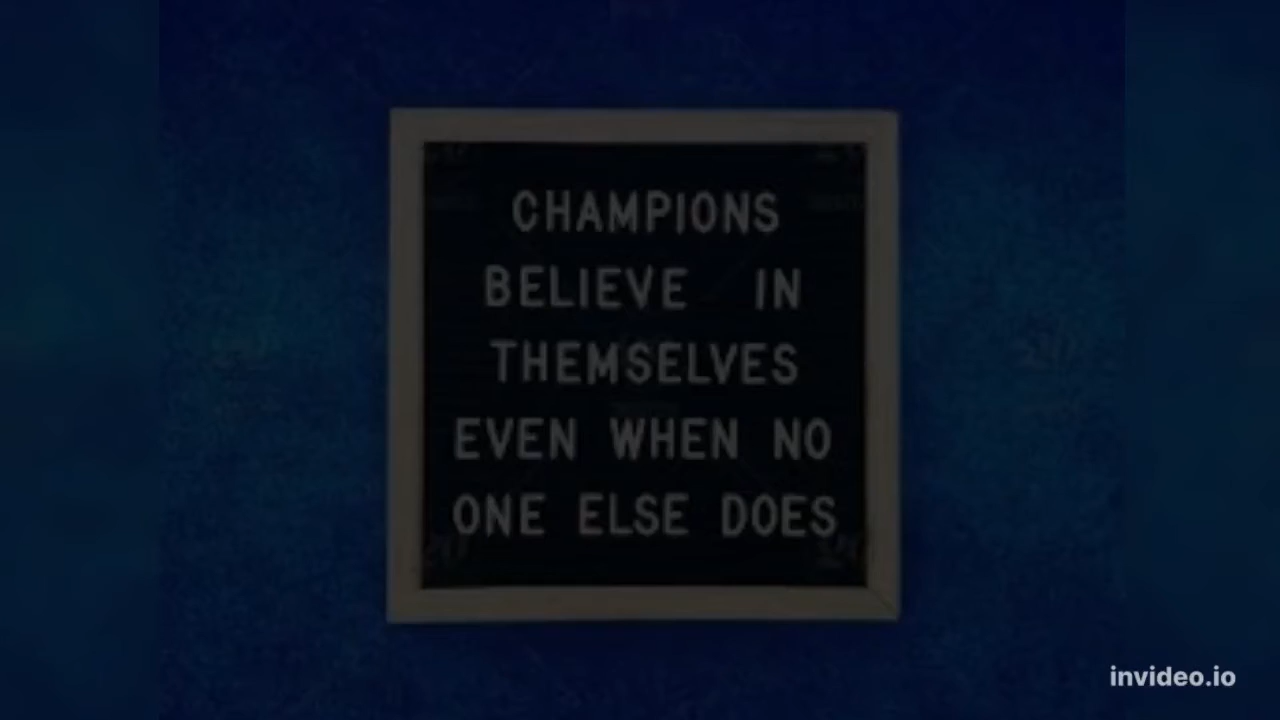 CHAMPIONS
BELIEVE IN
THEMSELVES
EVEN WHEN NO
ONE ELSE DOES
invideo.io